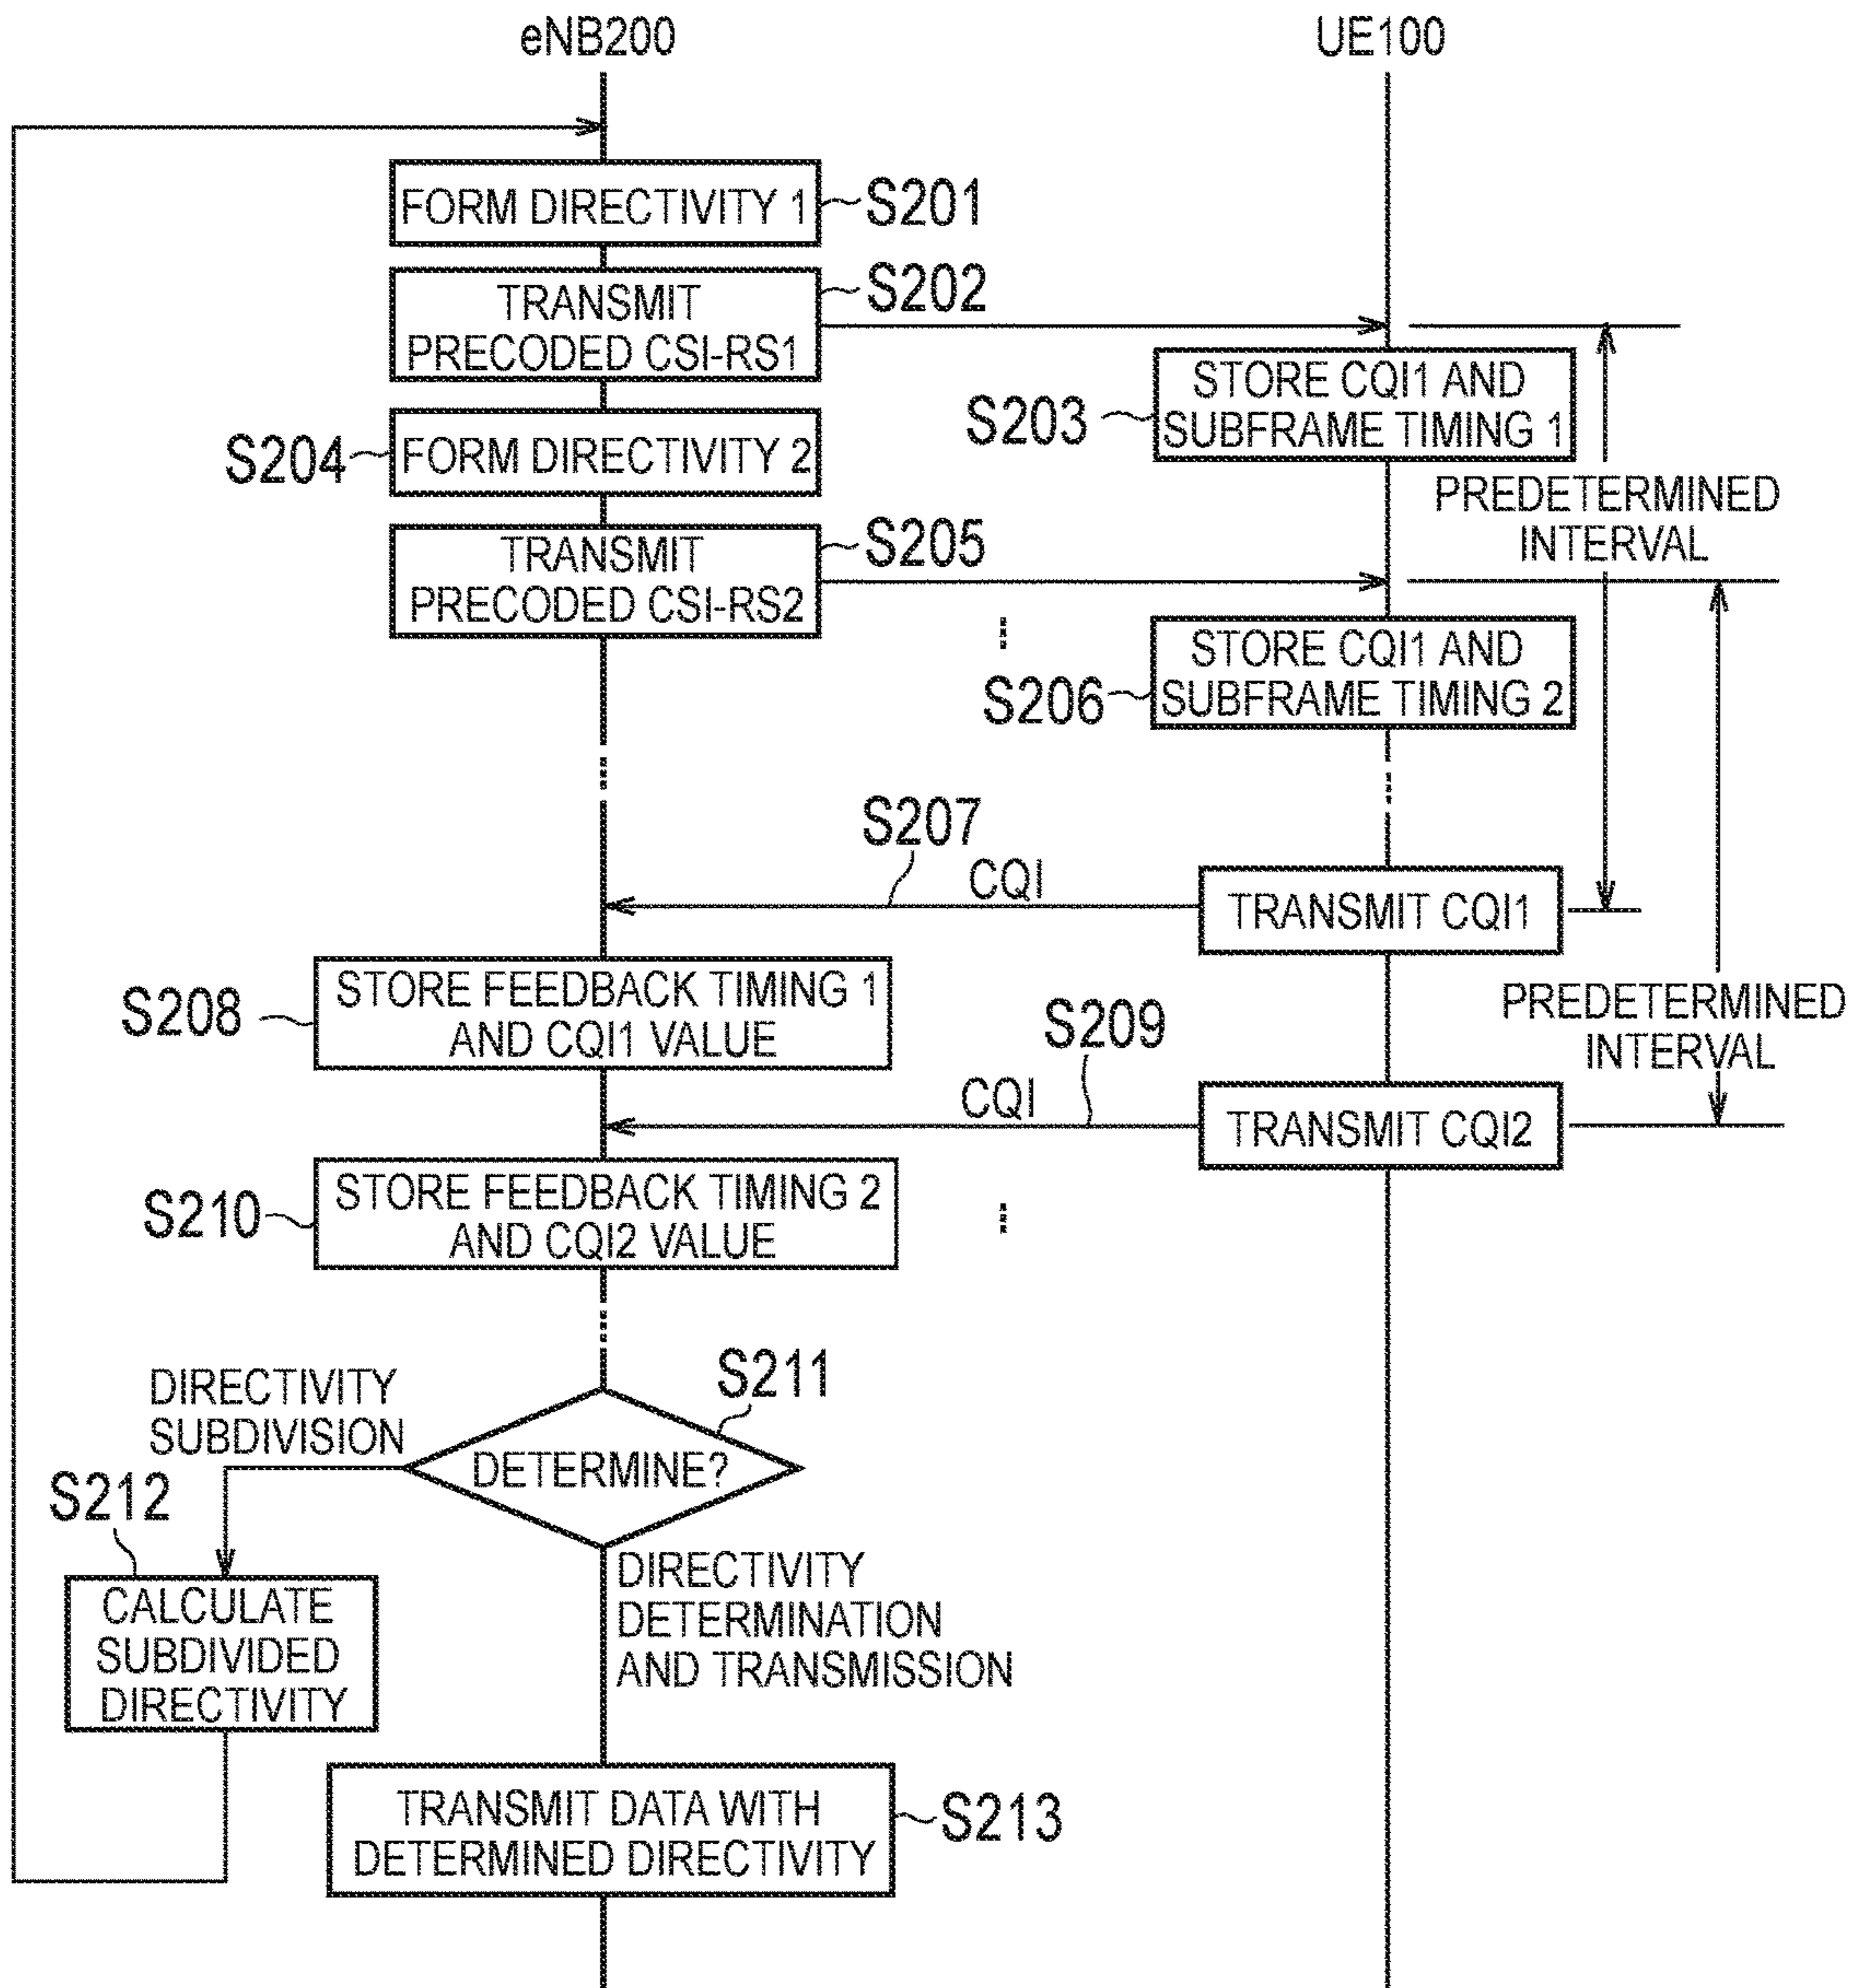 eNB200
UE100
FORM DIRECTIVITY 1
S201
TRANSMIT
PRECODED CSI-RS1
S202
S203
STORE CQI1 AND
SUBFRAME TIMING 1
S204
FORM DIRECTIVITY 2
PREDETERMINED
INTERVAL
TRANSMIT
PRECODED CSI-RS2
S205
S206
STORE CQI1 AND
SUBFRAME TIMING 2
S207
CQI
TRANSMIT CQI1
S208
STORE FEEDBACK TIMING 1
AND CQI1 VALUE
S209
PREDETERMINED
INTERVAL
CQI
TRANSMIT CQI2
S210
STORE FEEDBACK TIMING 2
AND CQI2 VALUE
S211
DIRECTIVITY
SUBDIVISION
DETERMINE?
S212
CALCULATE
SUBDIVIDED
DIRECTIVITY
DIRECTIVITY
DETERMINATION
AND TRANSMISSION
TRANSMIT DATA WITH
DETERMINED DIRECTIVITY
S213